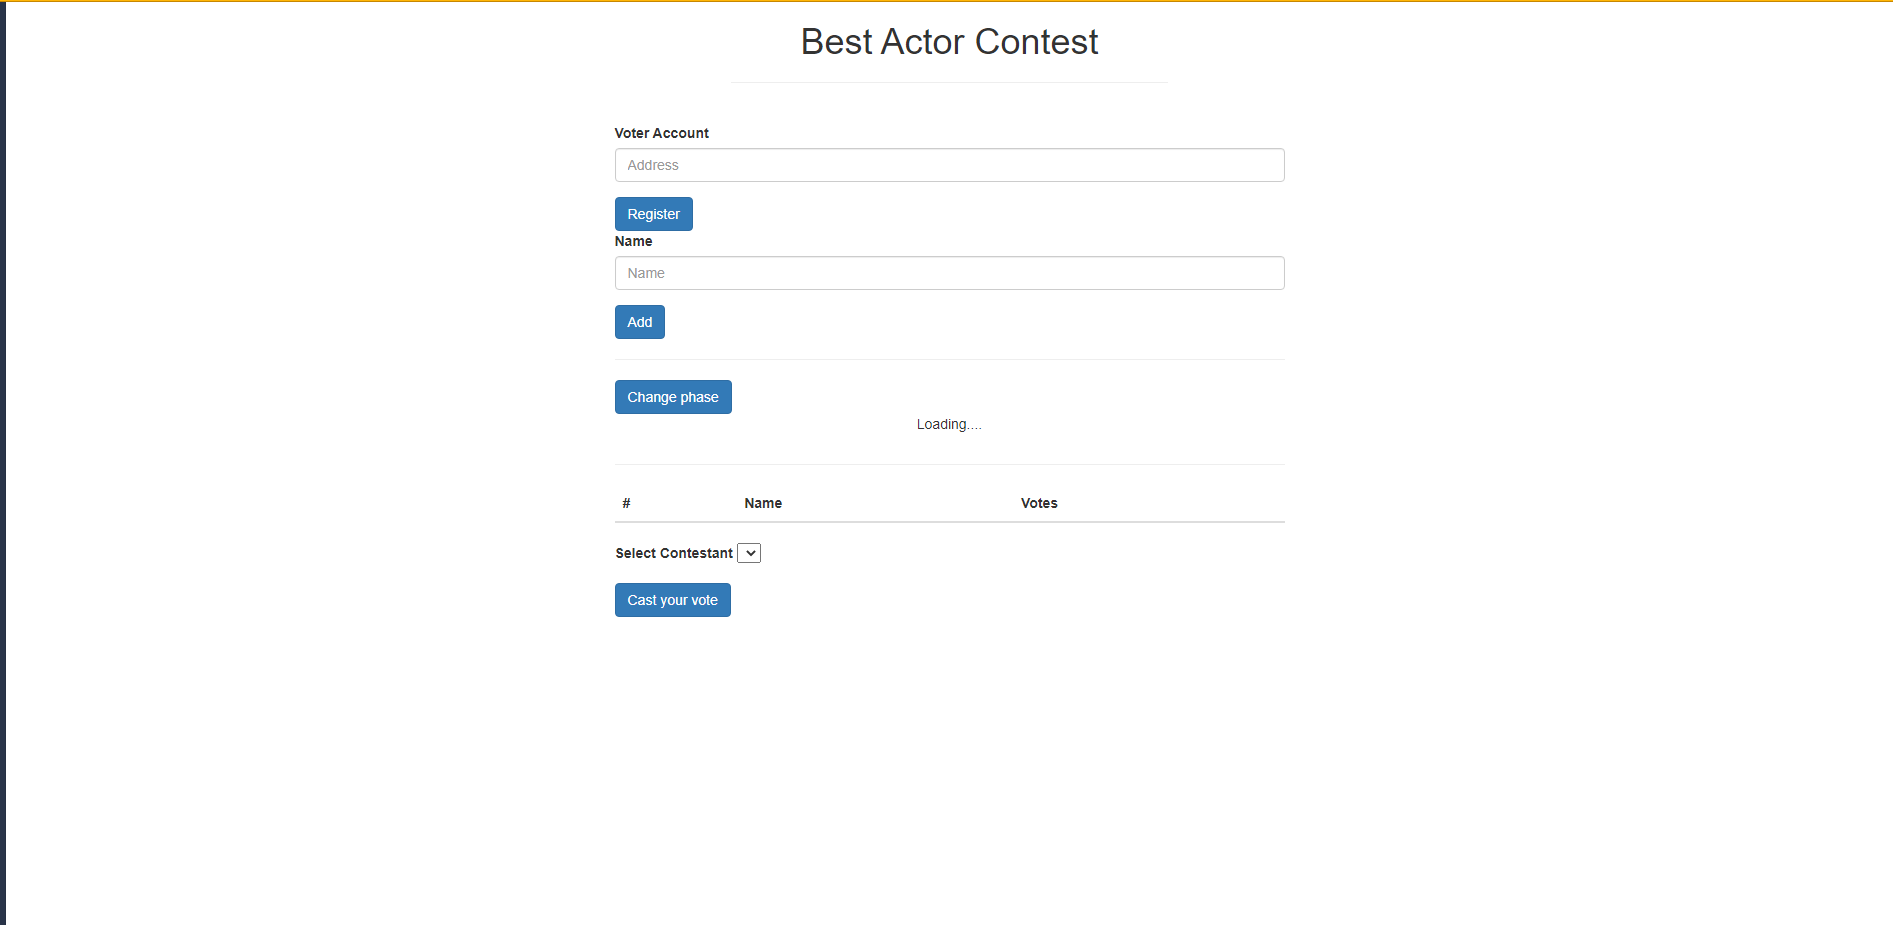 Best Actor Contest
Voter Account
Address
Register
Name
Name
Add
Change phase
Loading....
# Name Votes
Select Contestant
Cast your vote